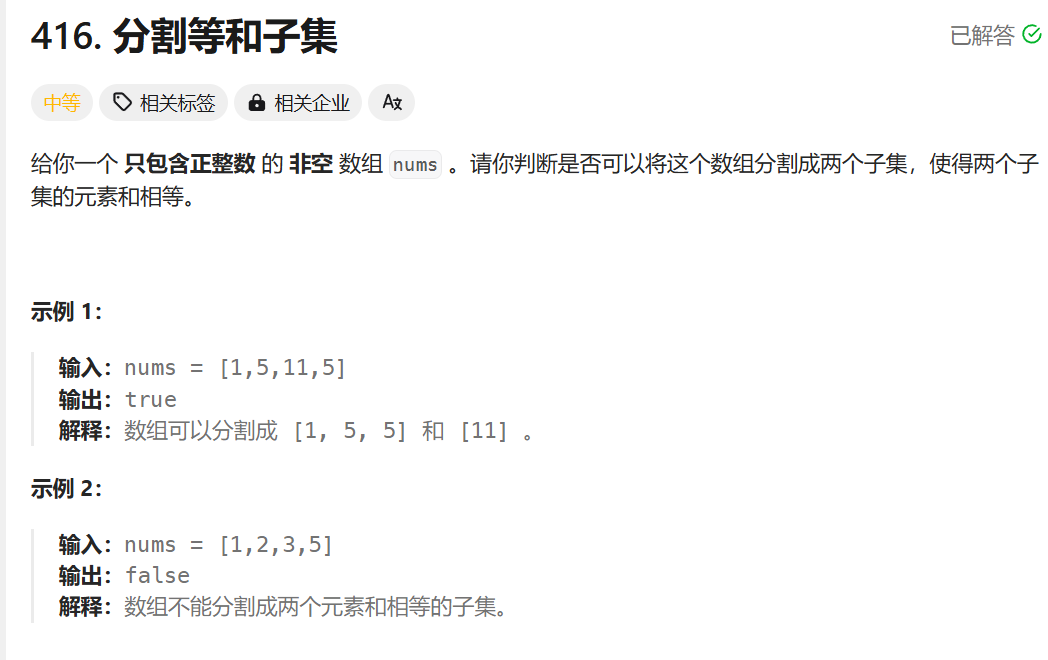 416. 分割等和子集
已解答
中等 相关标签 相关企业 A文
给你一个 只包含正整数 的 非空 数组 nums 。请你判断是否可以将这个数组分割成两个子集，使得两个子
集的元素和相等。
示例 1：
输入：nums = [1,5,11,5]
输出：true
解释：数组可以分割成 [1, 5, 5] 和 [11] 。
示例 2：
输入：nums = [1,2,3,5]
输出：false
解释：数组不能分割成两个元素和相等的子集。